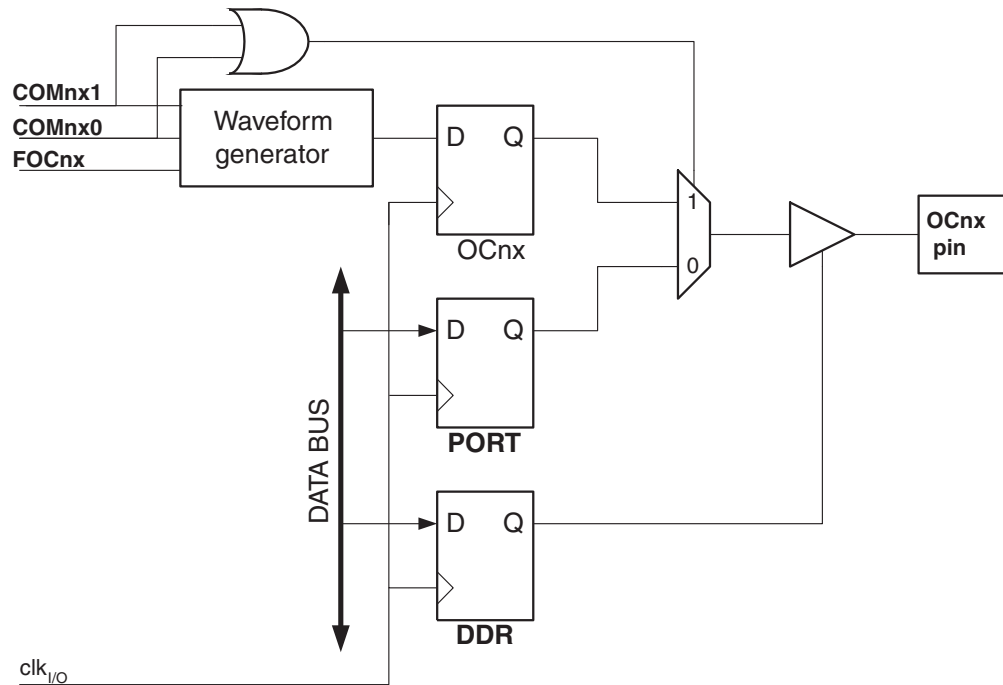 COMnx1
COMnx0
FOCnx
Waveform
generator
D Q
OCnx
1
0
OCnx
pin
D Q
PORT
DATA BUS
D Q
DDR
clkI/O